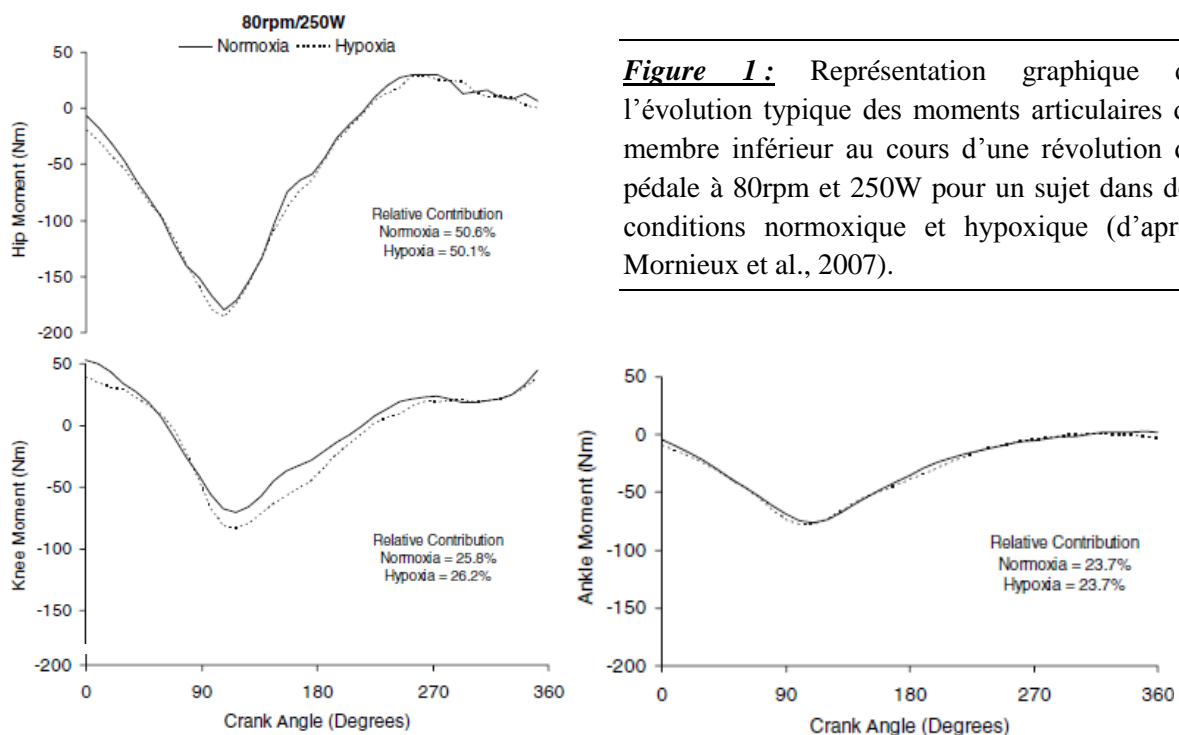 80rpm/250W
Normoxia Hypoxia
50
0
-50
-100
-150
-200
Hip Moment (Nm)
Relative Contribution
Normoxia = 50.6%
Hypoxia = 50.1%
Figure 1 : Représentation graphique d
l’évolution typique des moments articulaires d
membre inférieur au cours d’une révolution d
pédale à 80rpm et 250W pour un sujet dans de
conditions normoxique et hypoxique (d’apr
Mornieux et al., 2007).
50
0
-50
-100
-150
-200
Knee Moment (Nm)
Relative Contribution
Normoxia = 25.8%
Hypoxia = 26.2%
0 90 180 270 360
Crank Angle (Degrees)
50
0
-50
-100
-150
-200
Ankle Moment (Nm)
Relative Contribution
Normoxia = 23.7%
Hypoxia = 23.7%
0 90 180 270 360
Crank Angle (Degrees)